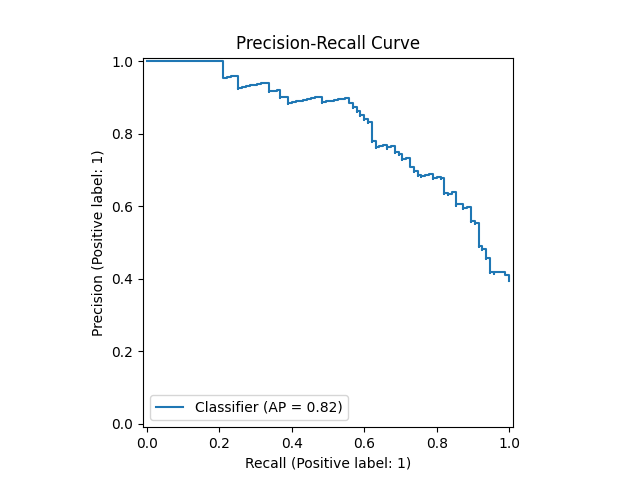 Precision-Recall Curve
1.0
0.8
0.6
0.4
0.2
0.0
Precision (Positive label: 1)
Classifier (AP = 0.82)
0.0 0.2 0.4 0.6 0.8 1.0
Recall (Positive label: 1)